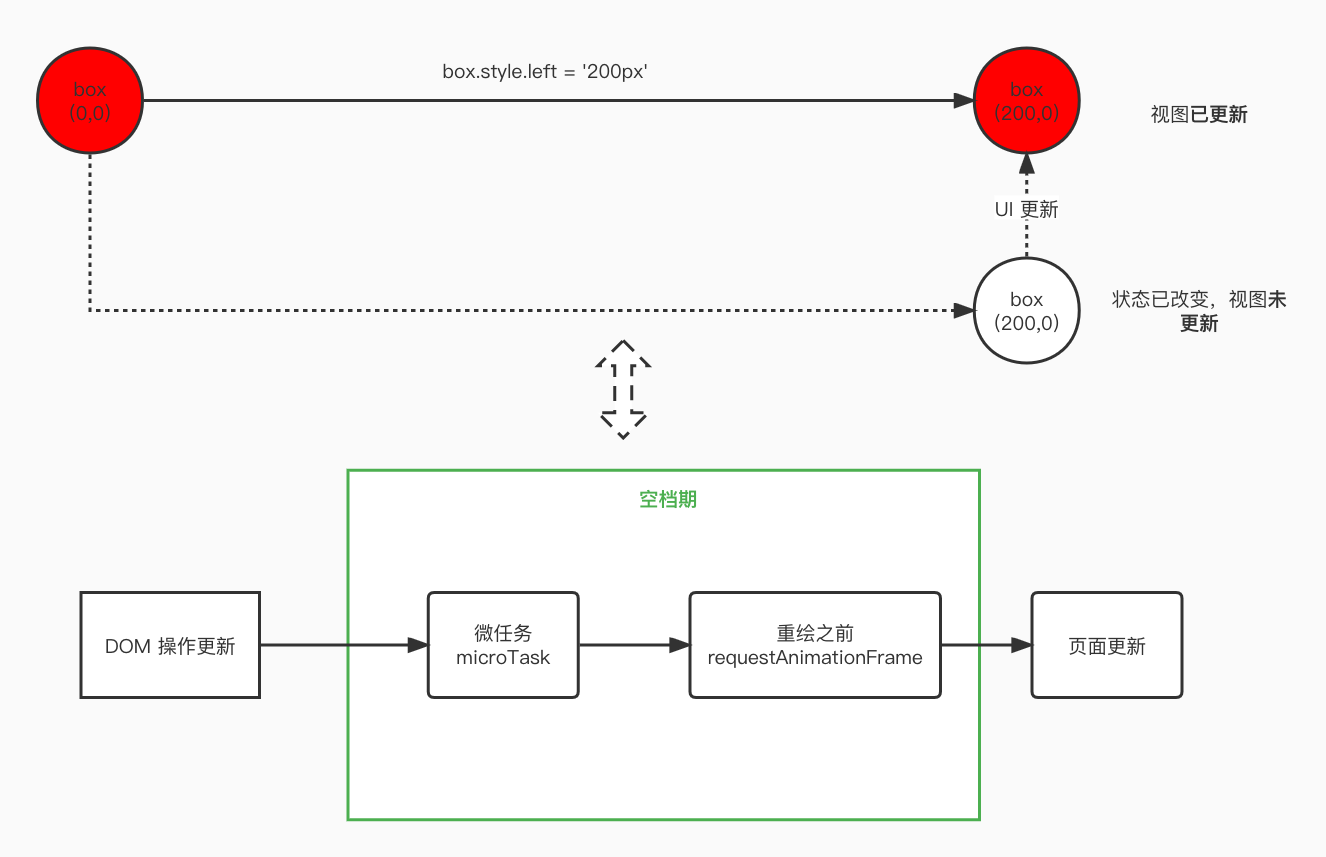 box
(0,0)
box.style.left = '200px'
box
(200,0)
视图已更新
UI 更新
box
(200,0)
状态已改变，视图未
更新
空档期
DOM 操作更新
微任务
microTask
重绘之前
requestAnimationFrame
页面更新